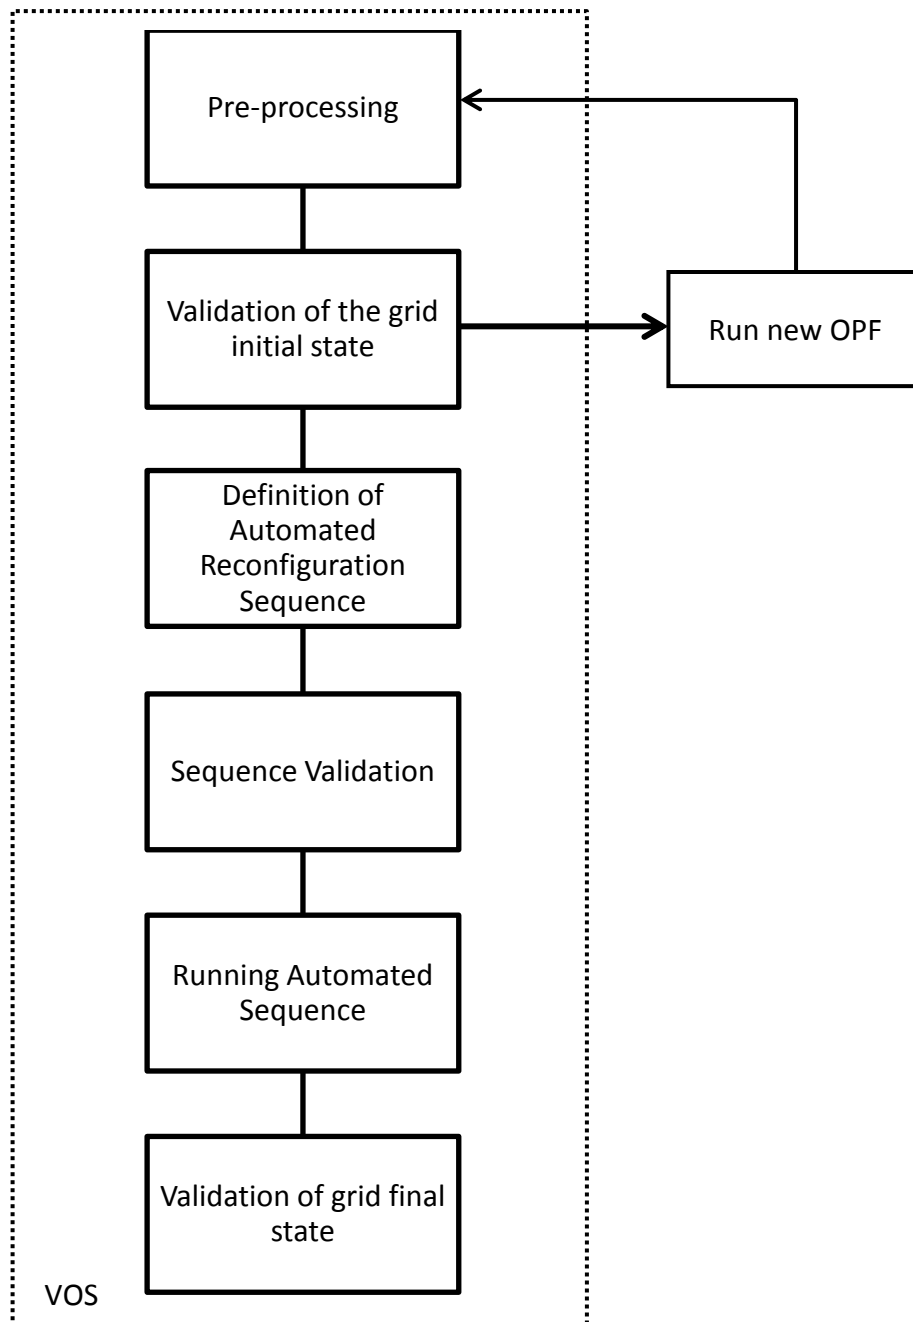 Pre-processing
Validation of the grid
initial state
Run new OPF
Definition of
Automated
Reconfiguration
Sequence
Sequence Validation
Running Automated
Sequence
Validation of grid final
state
VOS